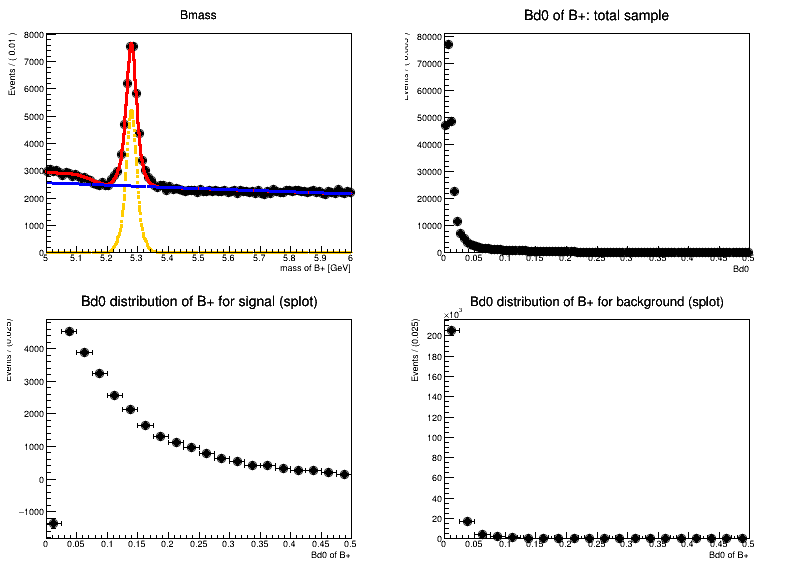 Bmass
Events / ( 0.01 )
8000
7000
6000
5000
4000
3000
2000
1000
0
5 5.1 5.2 5.3 5.4 5.5 5.6 5.7 5.8 5.9 6
mass of B+ [GeV]
Bd0 of B+: total sample
80000
70000
60000
50000
40000
30000
20000
10000
0
0 0.05 0.1 0.15 0.2 0.25 0.3 0.35 0.4 0.45 0.5
Bd0
Bd0 distribution of B+ for signal (splot)
Events / (0.025)
4000
3000
2000
1000
0
−1000
0 0.05 0.1 0.15 0.2 0.25 0.3 0.35 0.4 0.45 0.5
Bd0 of B+
Bd0 distribution of B+ for background (splot)
×10³
Events / (0.025)
200
180
160
140
120
100
80
60
40
20
0
0 0.05 0.1 0.15 0.2 0.25 0.3 0.35 0.4 0.45 0.5
Bd0 of B+